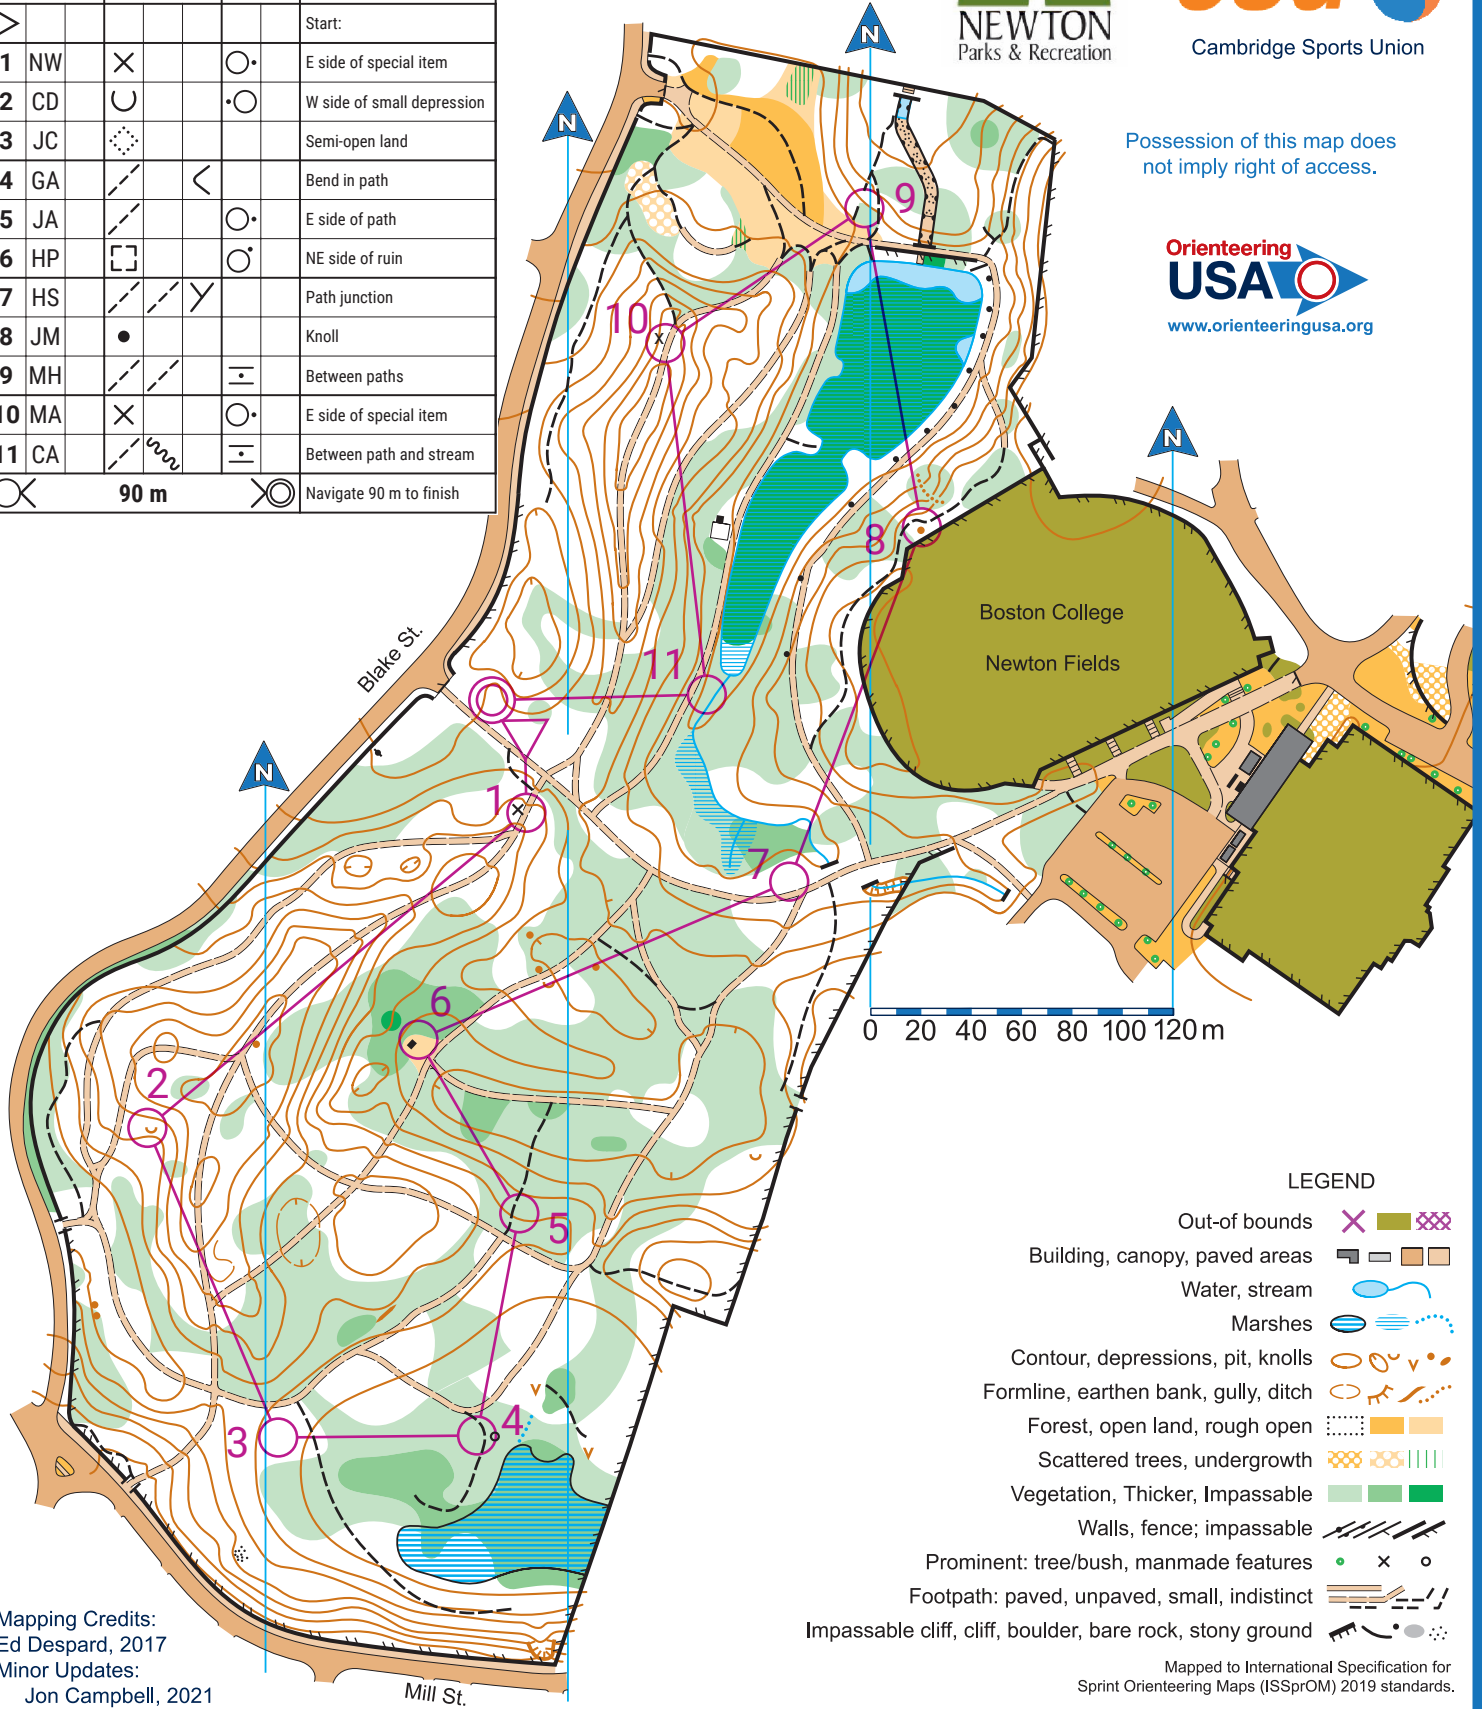 Start:
1 NW E side of special item
2 CD W side of small depression
3 JC Semi-open land
4 GA Bend in path
5 JA E side of path
6 HP NE side of ruin
7 HS Path junction
8 JM Knoll
9 MH Between paths
10 MA E side of special item
11 CA Between path and stream
90 m Navigate 90 m to finish
NEWTON
Parks & Recreation
Cambridge Sports Union
Possession of this map does
not imply right of access.
Orienteering
USA
www.orienteeringusa.org
N
N
N
N
9
10
8
11
1
7
6
2
5
4
3
Blake St.
Boston College
Newton Fields
0 20 40 60 80 100 120 m
LEGEND
Out-of bounds
Building, canopy, paved areas
Water, stream
Marshes
Contour, depressions, pit, knolls
Formline, earthen bank, gully, ditch
Forest, open land, rough open
Scattered trees, undergrowth
Vegetation, Thicker, Impassable
Walls, fence; impassable
Prominent: tree/bush, manmade features
Footpath: paved, unpaved, small, indistinct
Impassable cliff, cliff, boulder, bare rock, stony ground
Mapped to International Specification for
Sprint Orienteering Maps (ISSprOM) 2019 standards.
Mapping Credits:
Ed Despard, 2017
Minor Updates:
Jon Campbell, 2021
Mill St.